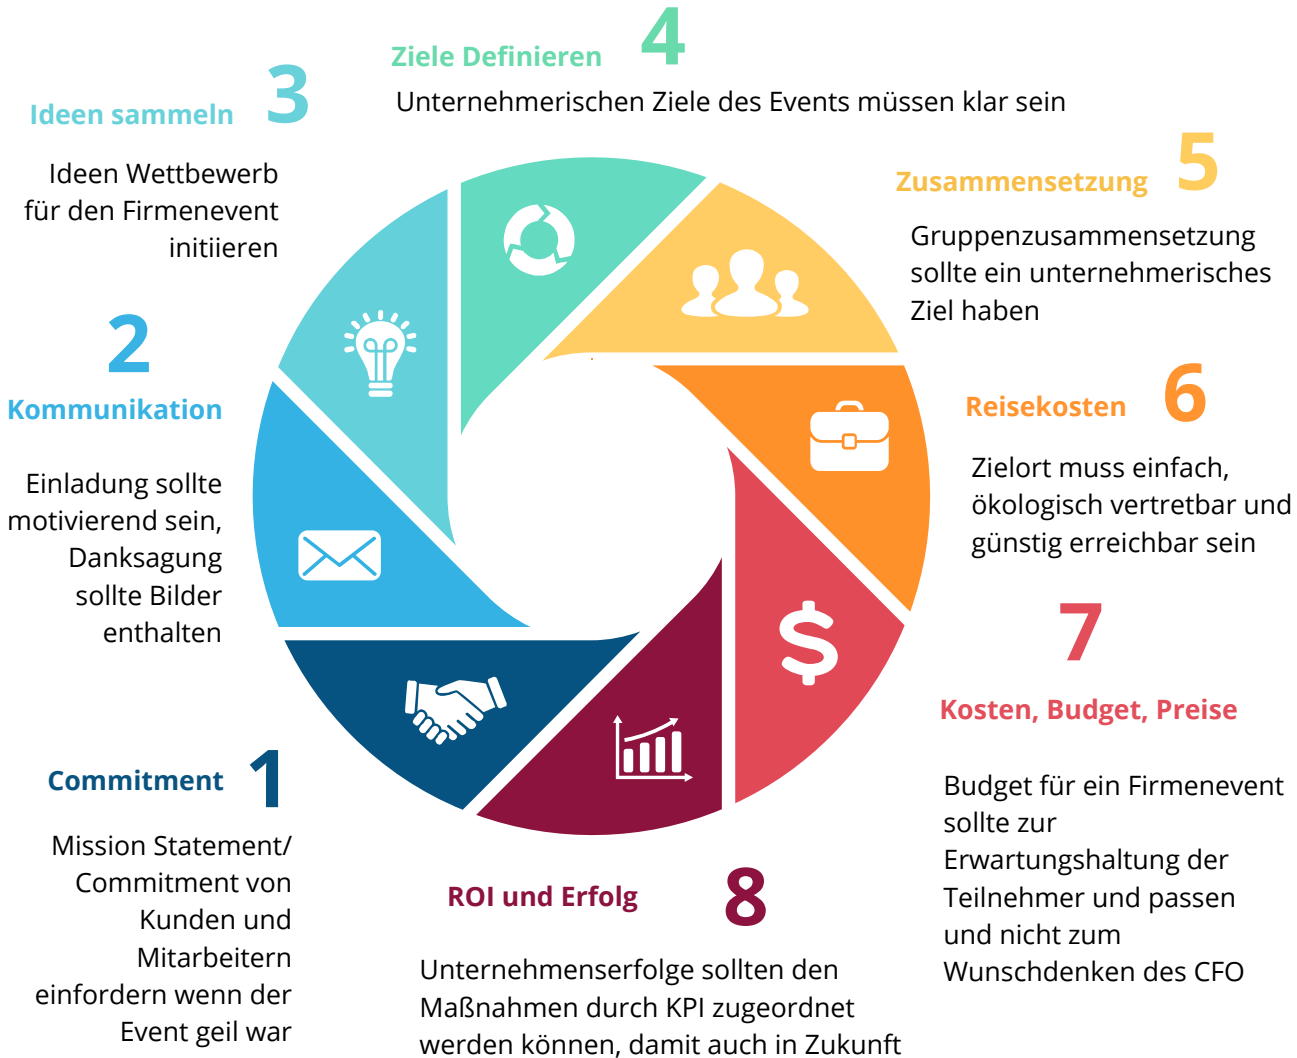 4
Ziele Definieren
Unternehmerischen Ziele des Events müssen klar sein
3
Ideen sammeln
Ideen Wettbewerb
für den Firmenevent
initiieren
5
Zusammensetzung
Gruppenzusammensetzung
sollte ein unternehmerisches
Ziel haben
2
Kommunikation
Einladung sollte
motivierend sein,
Danksagung
sollte Bilder
enthalten
6
Reisekosten
Zielort muss einfach,
ökologisch vertretbar und
günstig erreichbar sein
$
7
Kosten, Budget, Preise
Budget für ein Firmenevent
sollte zur
Erwartungshaltung der
Teilnehmer und passen
und nicht zum
Wunschdenken des CFO
1
Commitment
Mission Statement/
Commitment von
Kunden und
Mitarbeitern
einfordern wenn der
Event geil war
8
ROI und Erfolg
Unternehmenserfolge sollten den
Maßnahmen durch KPI zugeordnet
werden können, damit auch in Zukunft